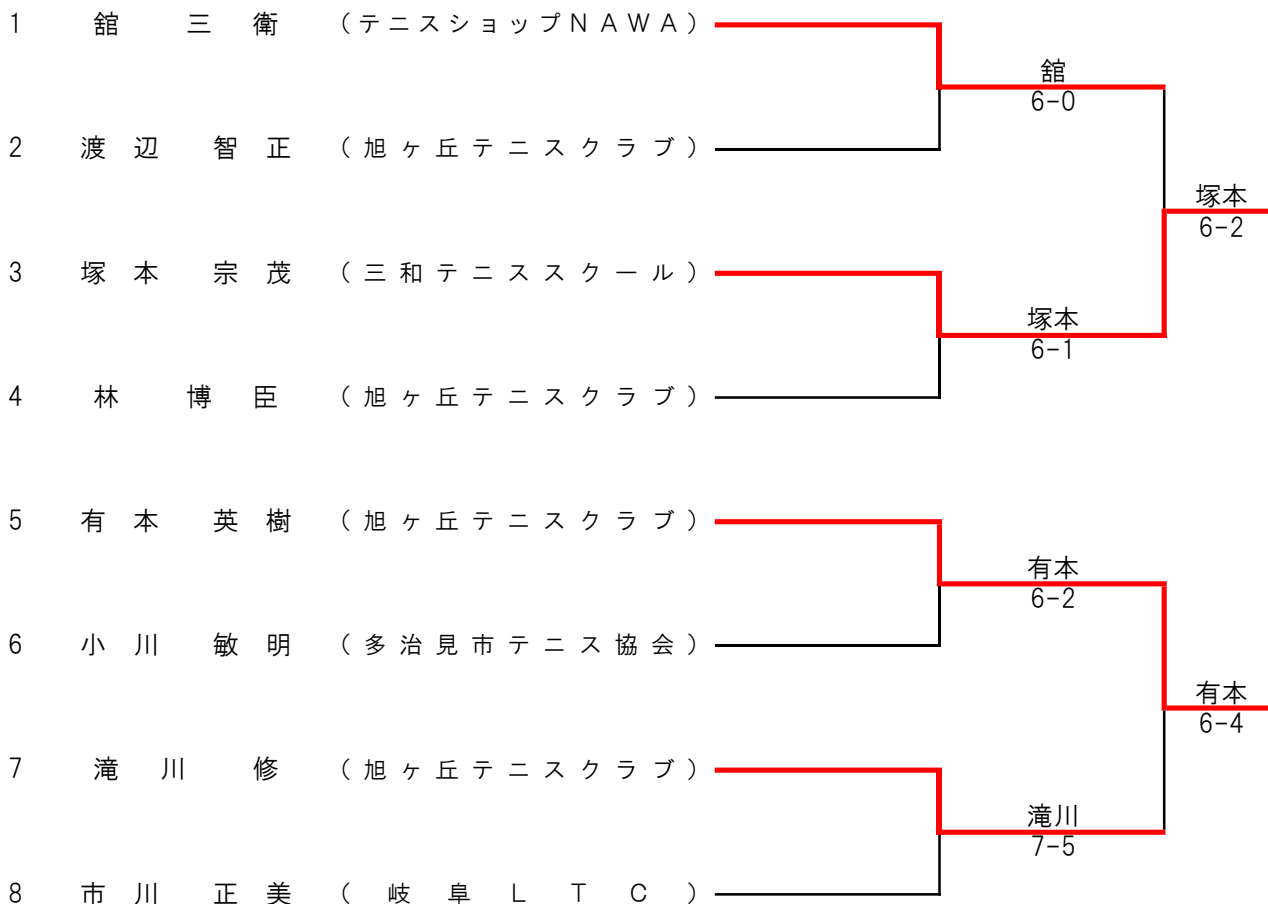 1 舘 三 衛 （テニスショップＮＡＷＡ）
舘
6-0
2 渡 辺 智 正 （旭ヶ丘テニスクラブ）
塚本
6-2
3 塚 本 宗 茂 （三和テニススクール）
塚本
6-1
4 林 博 臣 （旭ヶ丘テニスクラブ）
5 有 本 英 樹 （旭ヶ丘テニスクラブ）
有本
6-2
6 小 川 敏 明 （多治見市テニス協会）
有本
6-4
7 滝 川 修 （旭ヶ丘テニスクラブ）
滝川
7-5
8 市 川 正 美 （岐阜ＬＴＣ）